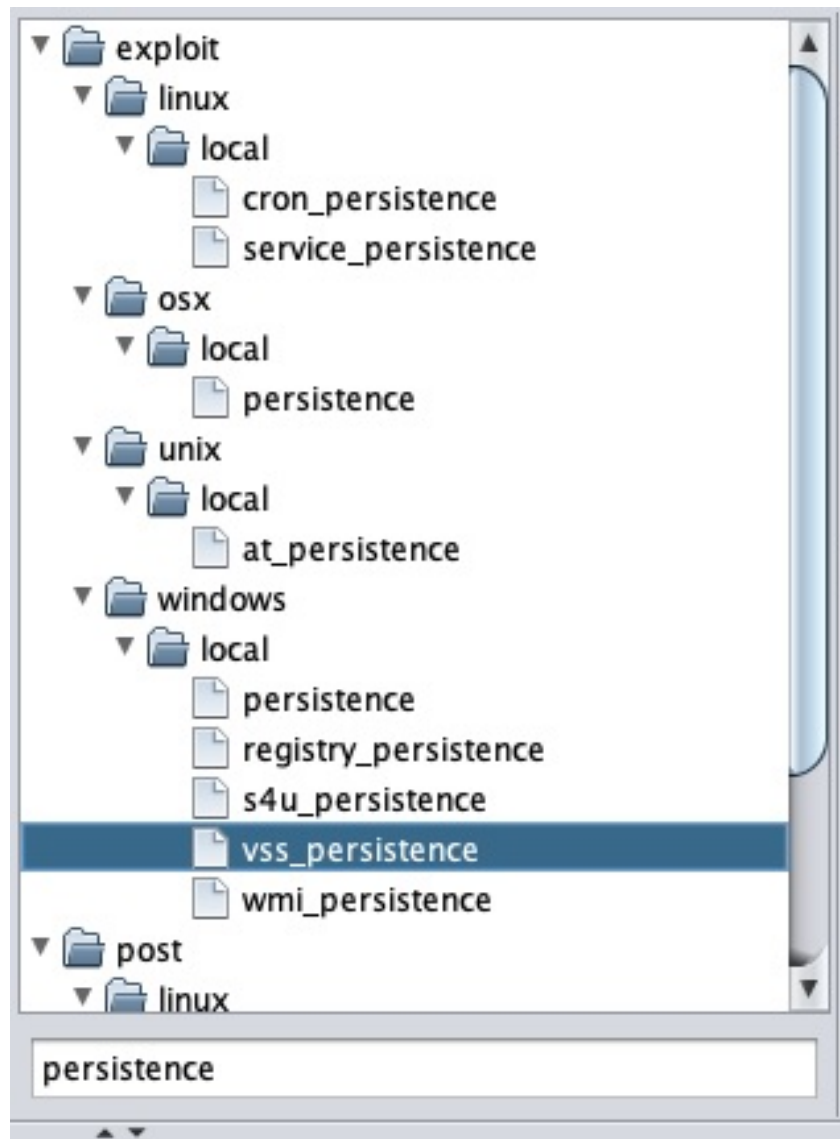 exploit
linux
local
cron_persistence
service_persistence
osx
local
persistence
unix
local
at_persistence
windows
local
persistence
registry_persistence
s4u_persistence
vss_persistence
wmi_persistence
post
linux
persistence